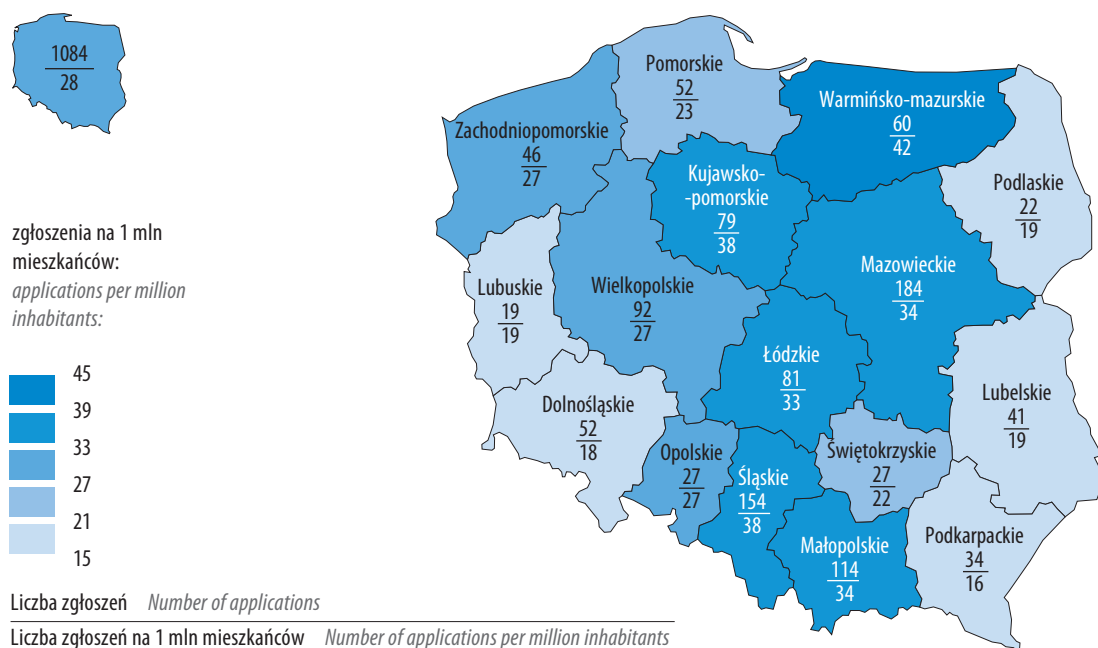 1084
28
zgłoszenia na 1 mln
mieszkańców:
applications per million
inhabitants:
45
39
33
27
21
15
Pomorskie
52
23
Warmińsko-mazurskie
60
42
Zachodniopomorskie
46
27
Kujawsko-
-pomorskie
79
38
Podlaskie
22
19
Mazowieckie
184
34
Lubuskie
19
19
Wielkopolskie
92
27
Łódzkie
81
33
Lubelskie
41
19
Dolnośląskie
52
18
Opolskie
27
27
Śląskie
154
38
Świętokrzyskie
27
22
Małopolskie
114
34
Podkarpackie
34
16
Liczba zgłoszeń Number of applications
Liczba zgłoszeń na 1 mln mieszkańców Number of applications per million inhabitants